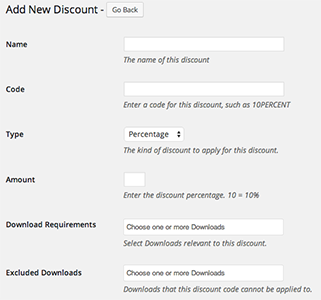 Add New Discount - Go Back
Name
The name of this discount
Code
Enter a code for this discount, such as 10PERCENT
Type
Percentage
The kind of discount to apply for this discount.
Amount
Enter the discount percentage. 10 = 10%
Download Requirements
Choose one or more Downloads
Select Downloads relevant to this discount.
Excluded Downloads
Choose one or more Downloads
Downloads that this discount code cannot be applied to.